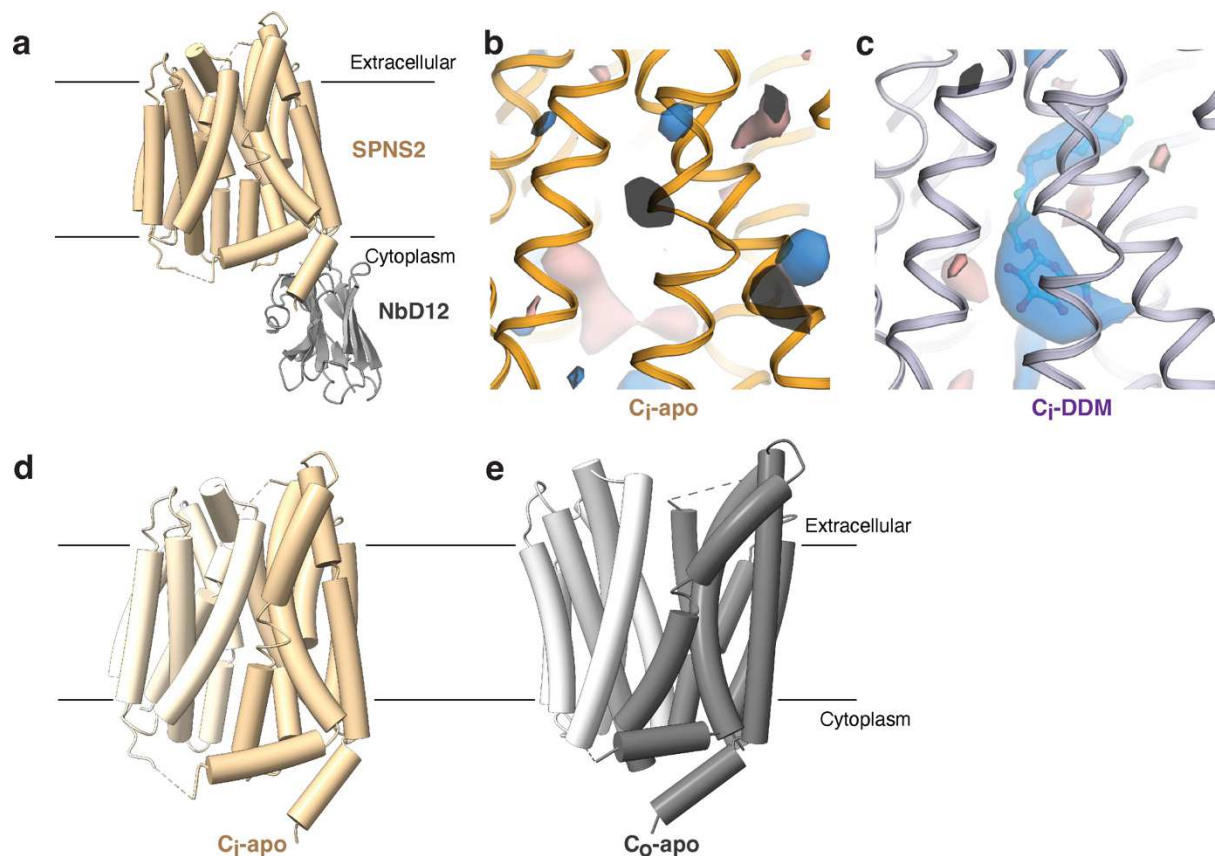 a
Extracellular
SPNS2
Cytoplasm
NbD12
b
Ci-apo
c
Ci-DDM
d
Ci-apo
e
Extracellular
Cytoplasm
Co-apo